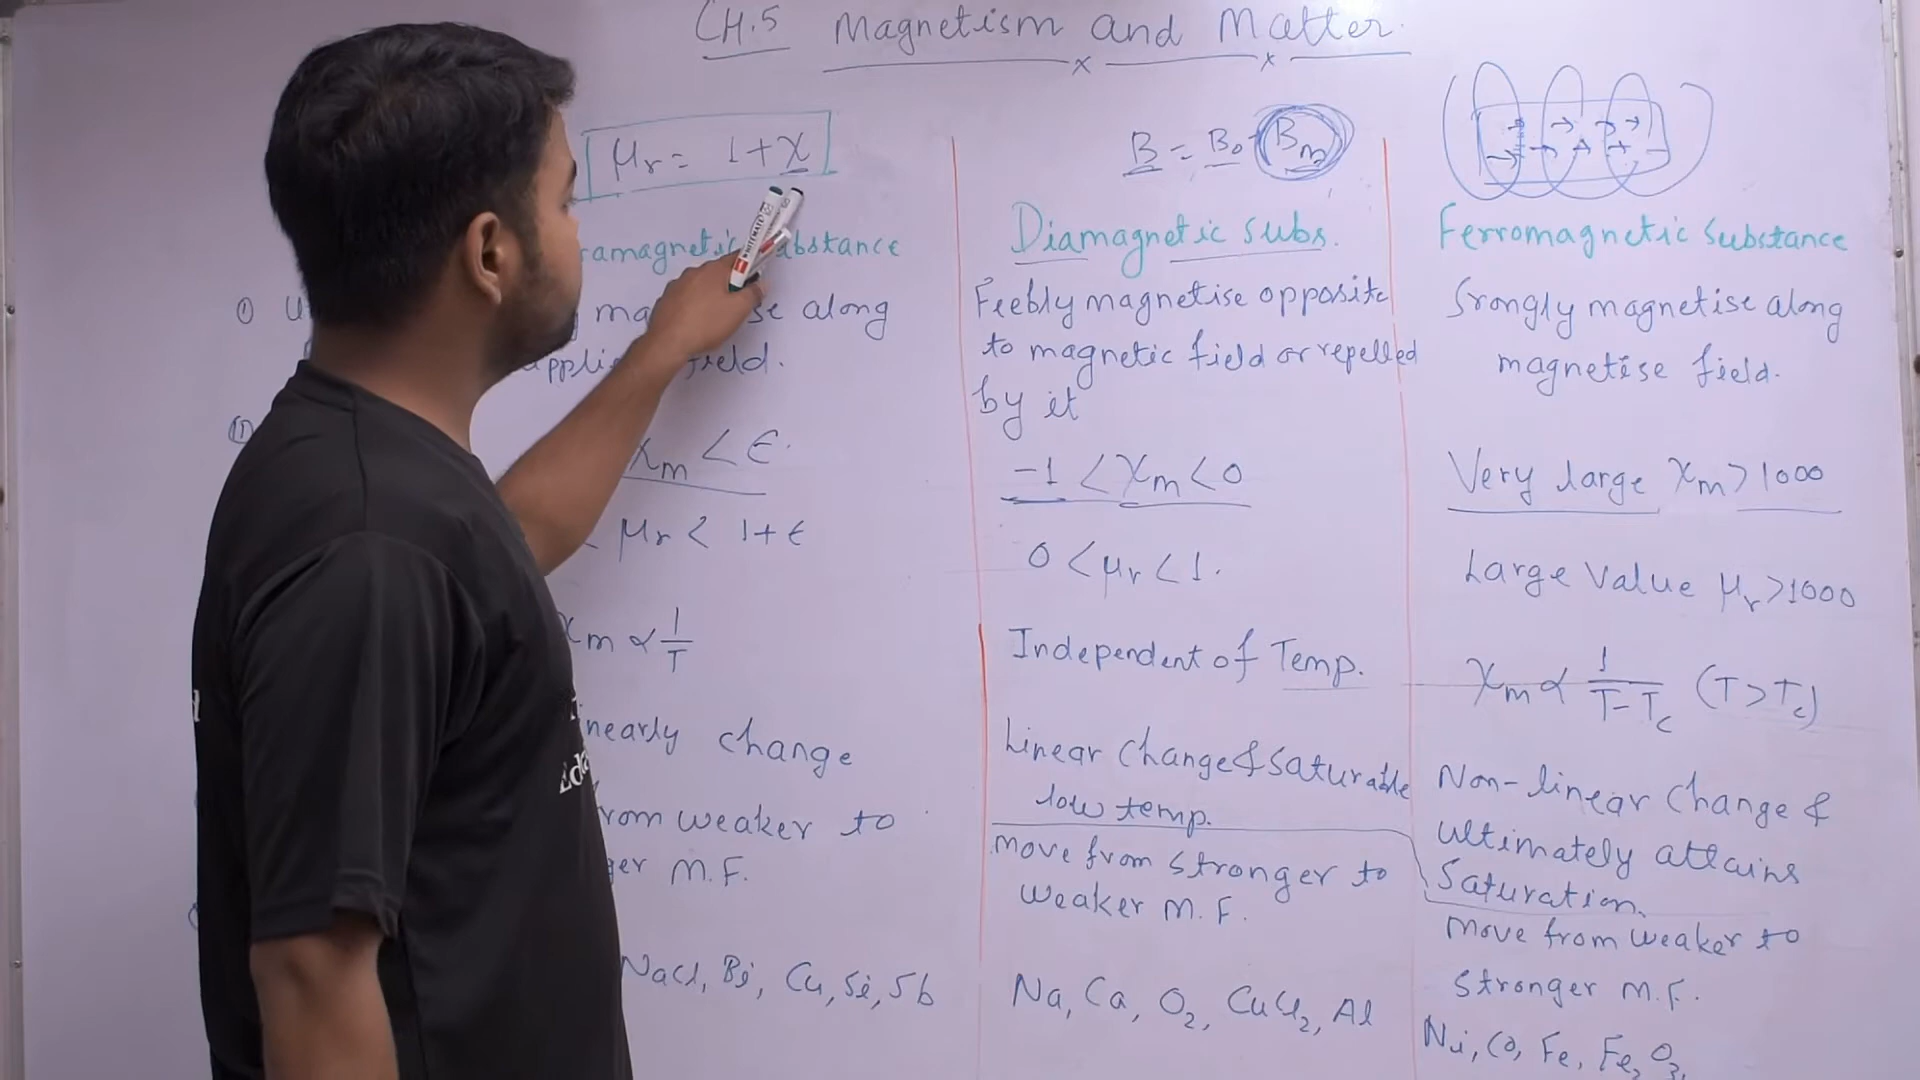 CH.5 Magnetism and Matter.
μr = 1+χ
ramagnetic substance
① along
field.
②
χm < ϵ.
< μr < 1+ϵ
χm ∝ 1/T
nearly change
rom weaker to
ger M.F.
Nacl, Bi, Cu, Si, Sb
B = B₀ + Bm
Diamagnetic Subs.
Feebly magnetise opposite
to magnetic field or repelled
by it
-1 < χm < 0
0 < μr < 1.
Independent of Temp.
Linear Change & Saturable
low temp.
move from Stronger to
weaker M.F.
Na, Ca, O₂, CuCl₂, Al
Ferromagnetic Substance
Srongly magnetise along
magnetise field.
Very large χm > 1000
Large Value μr > 1000
χm ∝ 1/T-Tc (T > Tc)
Non-linear Change &
ultimately attains
Saturation.
move from weaker to
Stronger M.F.
Ni, Co, Fe, Fe₂O₃,
WHITEMATE